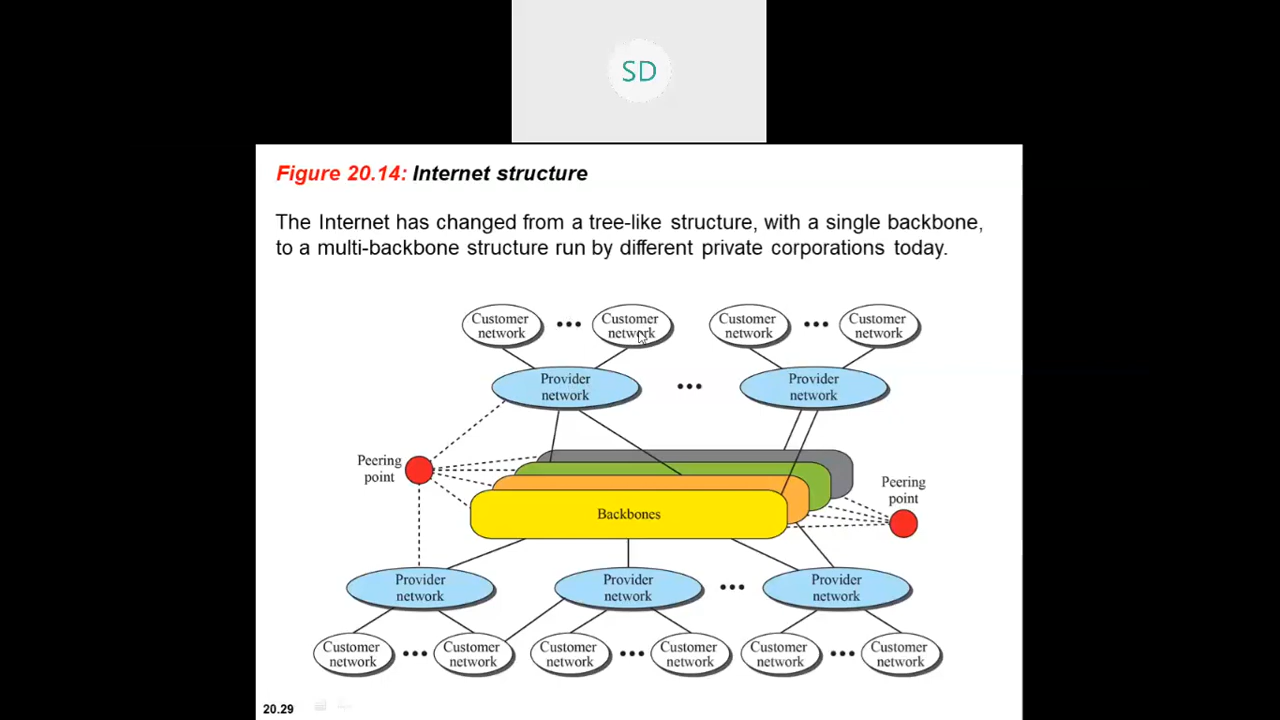 SD
Figure 20.14: Internet structure
The Internet has changed from a tree-like structure, with a single backbone,
to a multi-backbone structure run by different private corporations today.
Customer
network
Customer
network
Customer
network
Customer
network
Provider
network
Provider
network
Peering
point
Peering
point
Backbones
Provider
network
Provider
network
Provider
network
Customer
network
Customer
network
Customer
network
Customer
network
Customer
network
Customer
network
20.29